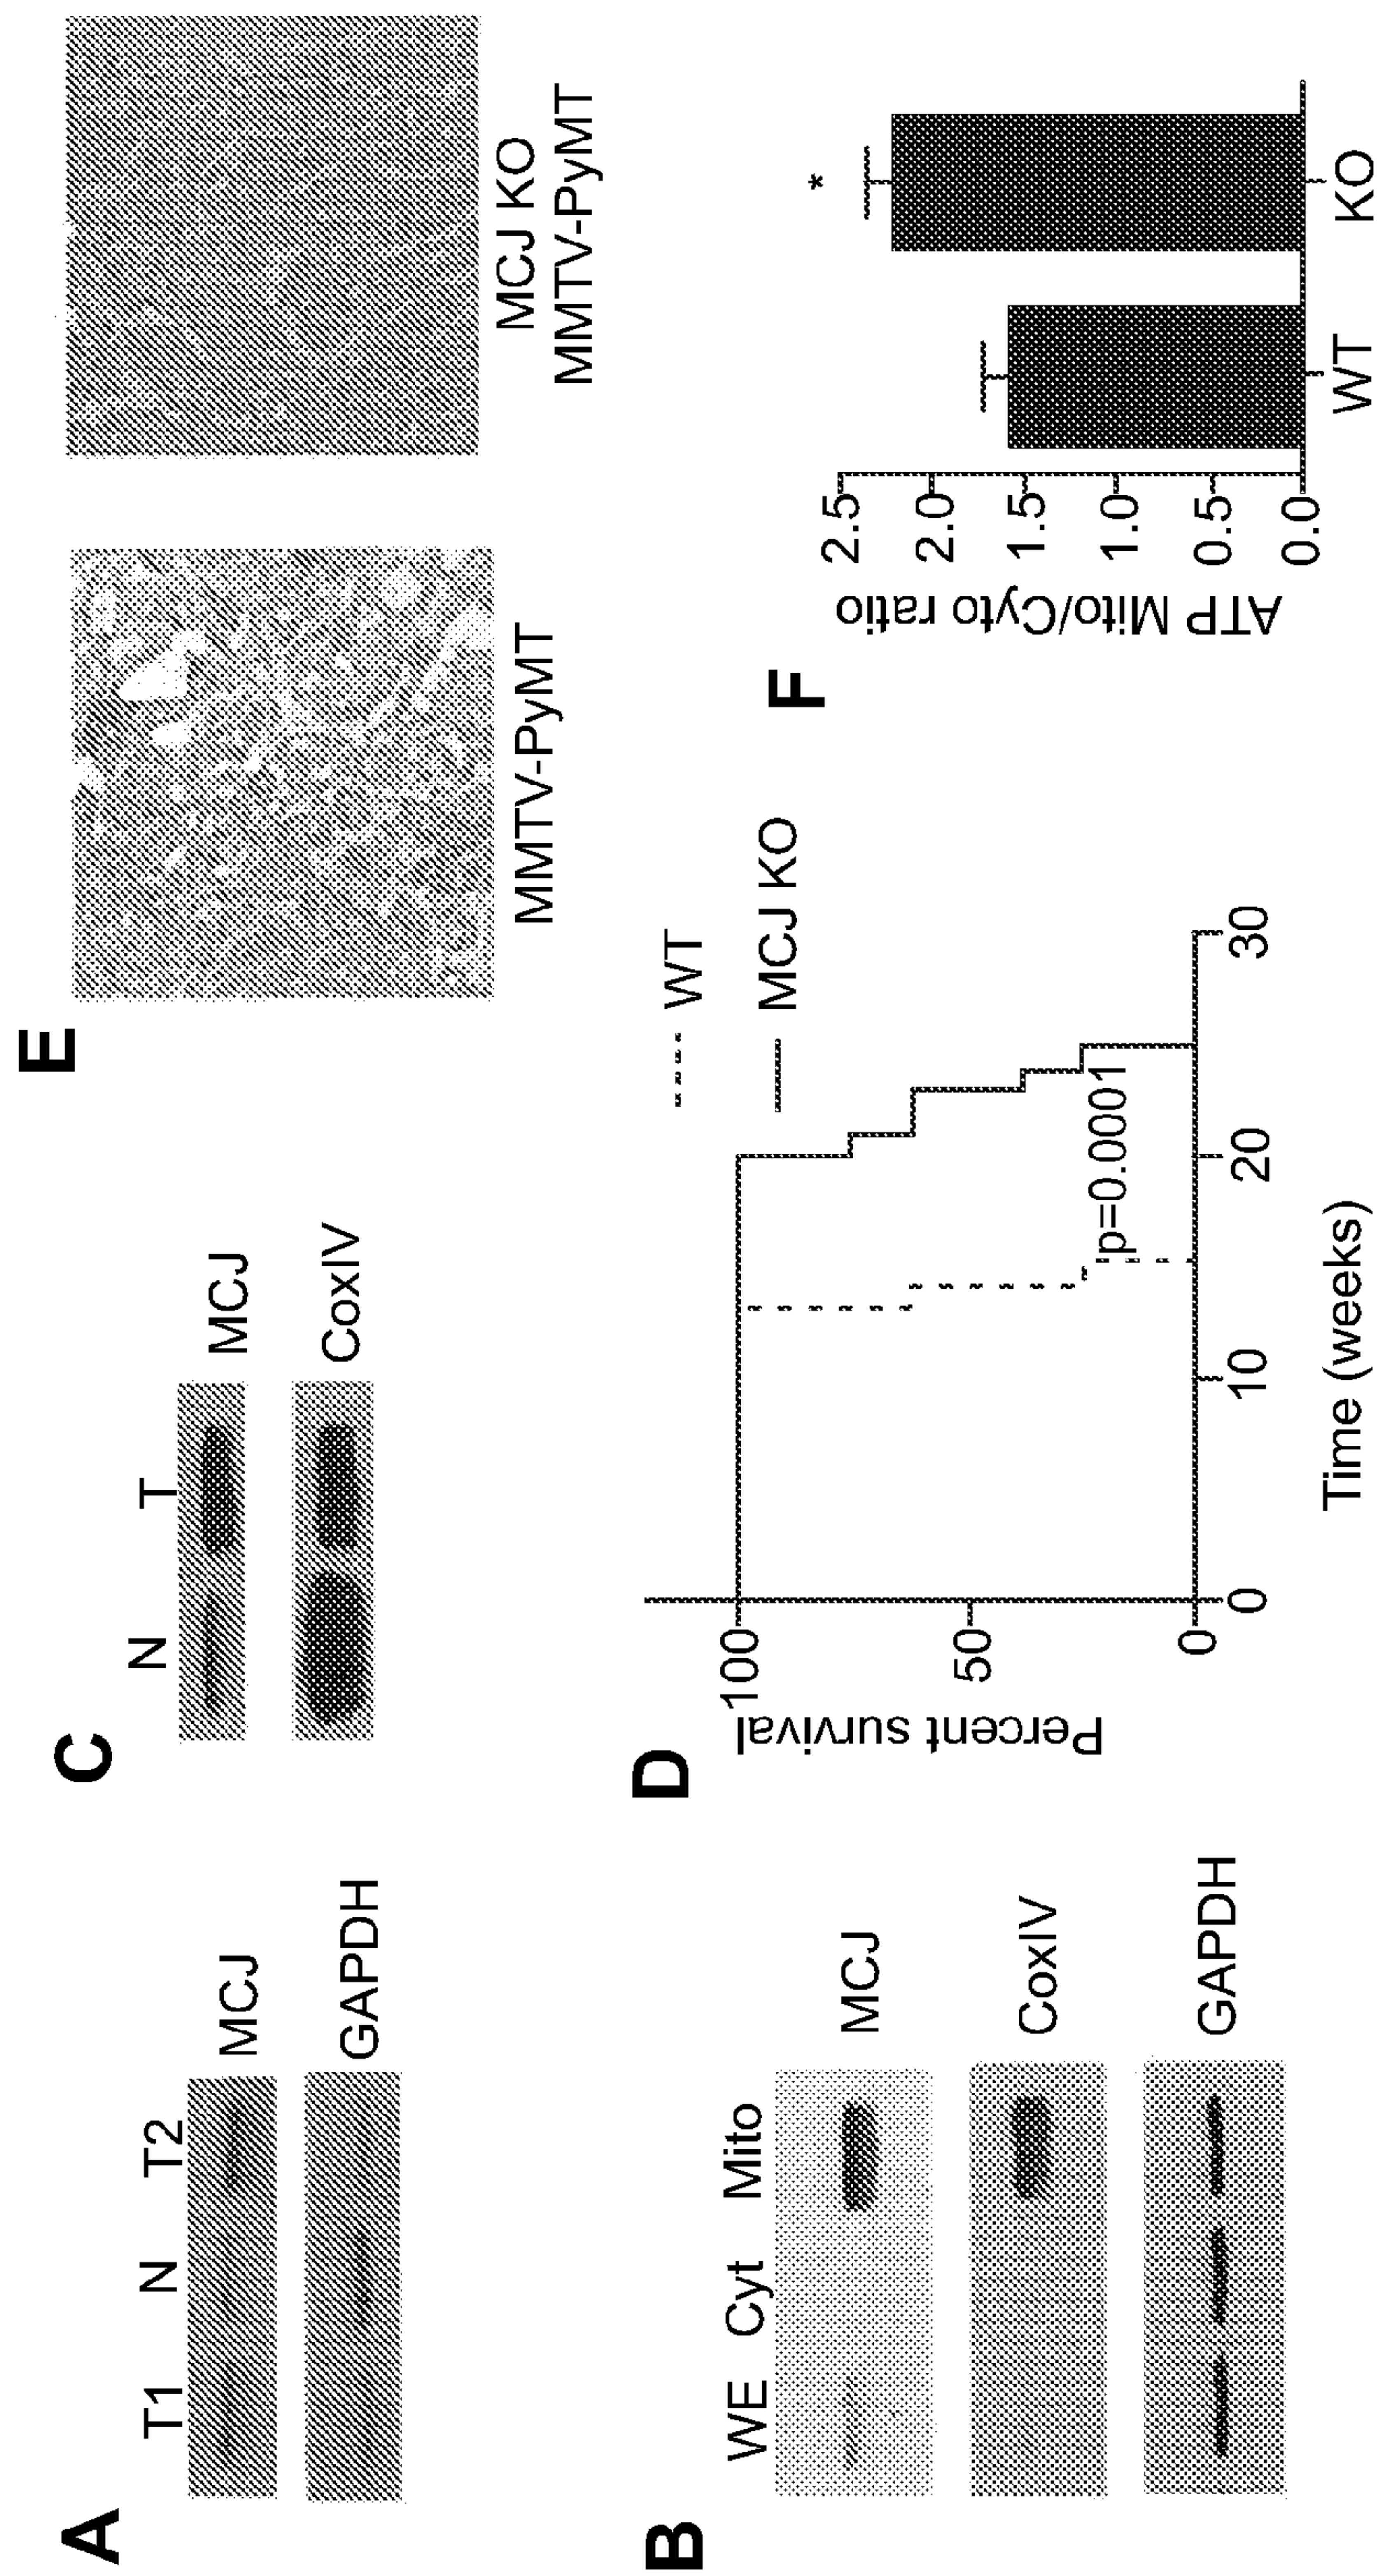 A
T1 N T2
MCJ
GAPDH
B
WE Cyt Mito
MCJ
CoxIV
GAPDH
C
N T
MCJ
CoxIV
D
Percent survival
100
50
0
0 10 20 30
Time (weeks)
p=0.0001
WT
MCJ KO
E
MMTV-PyMT
MCJ KO
MMTV-PyMT
F
ATP Mito/Cyto ratio
2.5
2.0
1.5
1.0
0.5
0.0
*
WT KO